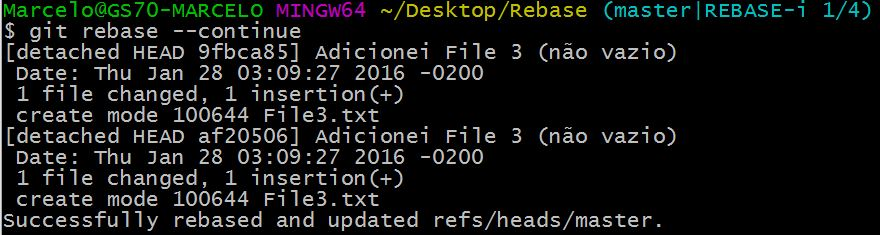 Marcelo@GS70-MARCELO MINGW64 ~/Desktop/Rebase (master|REBASE-i 1/4)
$ git rebase --continue
[detached HEAD 9fbca85] Adicionei File 3 (não vazio)
 Date: Thu Jan 28 03:09:27 2016 -0200
 1 file changed, 1 insertion(+)
 create mode 100644 File3.txt
[detached HEAD af20506] Adicionei File 3 (não vazio)
 Date: Thu Jan 28 03:09:27 2016 -0200
 1 file changed, 1 insertion(+)
 create mode 100644 File3.txt
Successfully rebased and updated refs/heads/master.